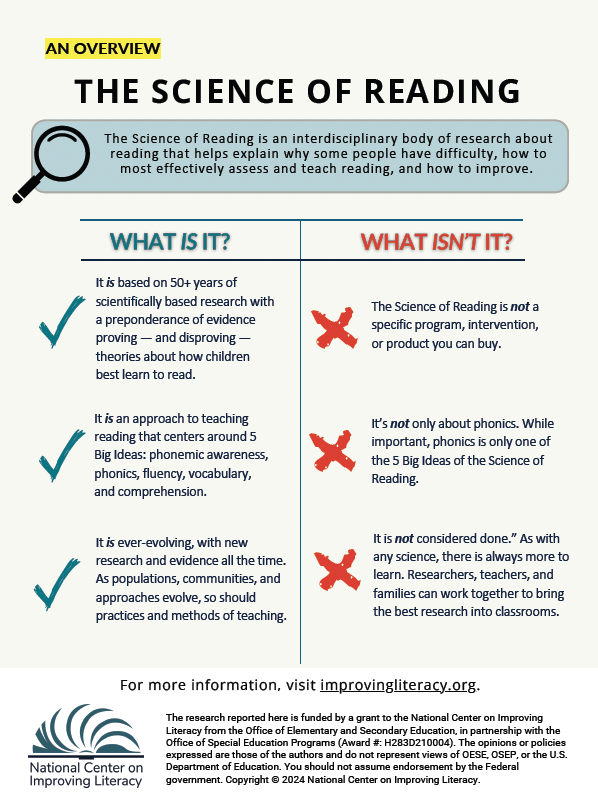 AN OVERVIEW
THE SCIENCE OF READING
The Science of Reading is an interdisciplinary body of research about
reading that helps explain why some people have difficulty, how to
most effectively assess and teach reading, and how to improve.
WHAT IS IT?
It is based on 50+ years of
scientifically based research with
a preponderance of evidence
proving — and disproving —
theories about how children
best learn to read.
It is an approach to teaching
reading that centers around 5
Big Ideas: phonemic awareness,
phonics, fluency, vocabulary,
and comprehension.
It is ever-evolving, with new
research and evidence all the time.
As populations, communities, and
approaches evolve, so should
practices and methods of teaching.
WHAT ISN'T IT?
The Science of Reading is not a
specific program, intervention,
or product you can buy.
It's not only about phonics. While
important, phonics is only one of
the 5 Big Ideas of the Science of
Reading.
It is not considered done.” As with
any science, there is always more to
learn. Researchers, teachers, and
families can work together to bring
the best research into classrooms.
For more information, visit improvingliteracy.org.
National Center on
Improving Literacy
The research reported here is funded by a grant to the National Center on Improving
Literacy from the Office of Elementary and Secondary Education, in partnership with the
Office of Special Education Programs (Award #: H283D210004). The opinions or policies
expressed are those of the authors and do not represent views of OESE, OSEP, or the U.S.
Department of Education. You should not assume endorsement by the Federal
government. Copyright © 2024 National Center on Improving Literacy.